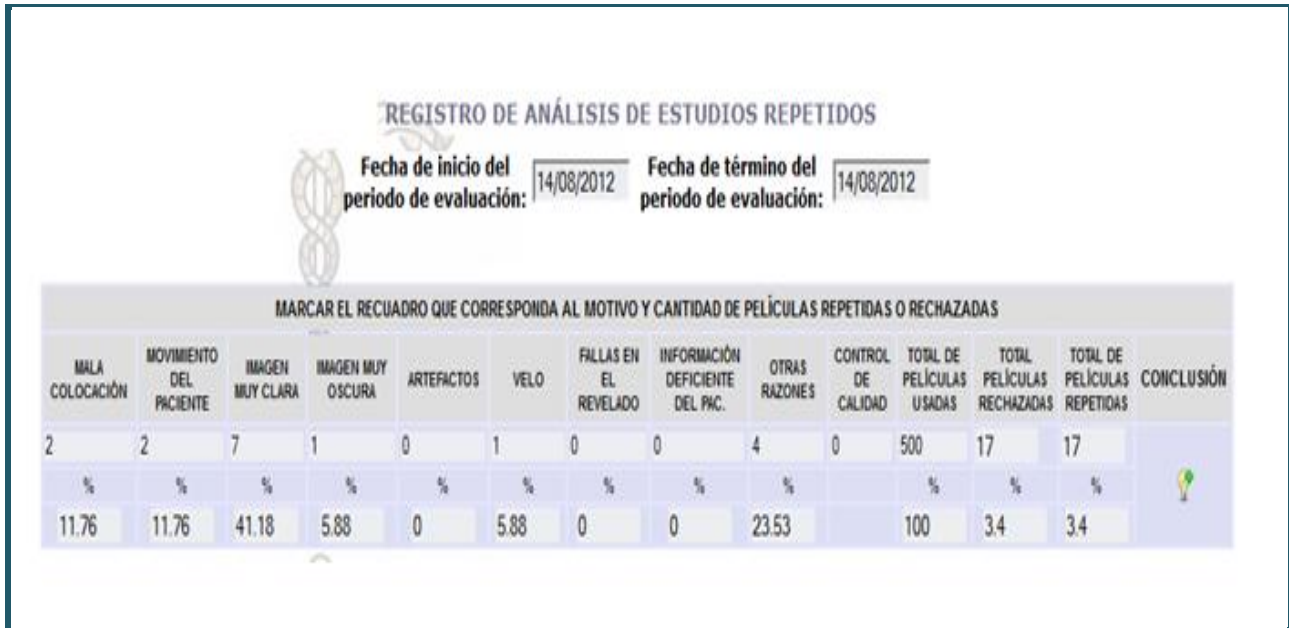 REGISTRO DE ANÁLISIS DE ESTUDIOS REPETIDOS
Fecha de inicio del periodo de evaluación: 14/08/2012 Fecha de término del periodo de evaluación: 14/08/2012
MARCAR EL RECUADRO QUE CORRESPONDA AL MOTIVO Y CANTIDAD DE PELÍCULAS REPETIDAS O RECHAZADAS
MALA COLOCACIÓN MOVIMIENTO DEL PACIENTE IMAGEN MUY CLARA IMAGEN MUY OSCURA ARTEFACTOS VELO FALLAS EN EL REVELADO INFORMACIÓN DEFICIENTE DEL PAC. OTRAS RAZONES CONTROL DE CALIDAD TOTAL DE PELÍCULAS USADAS TOTAL PELÍCULAS RECHAZADAS TOTAL DE PELÍCULAS REPETIDAS CONCLUSIÓN
2 2 7 1 0 1 0 0 4 0 500 17 17
% % % % % % % % % % % %
11.76 11.76 41.18 5.88 0 5.88 0 0 23.53 100 3.4 3.4